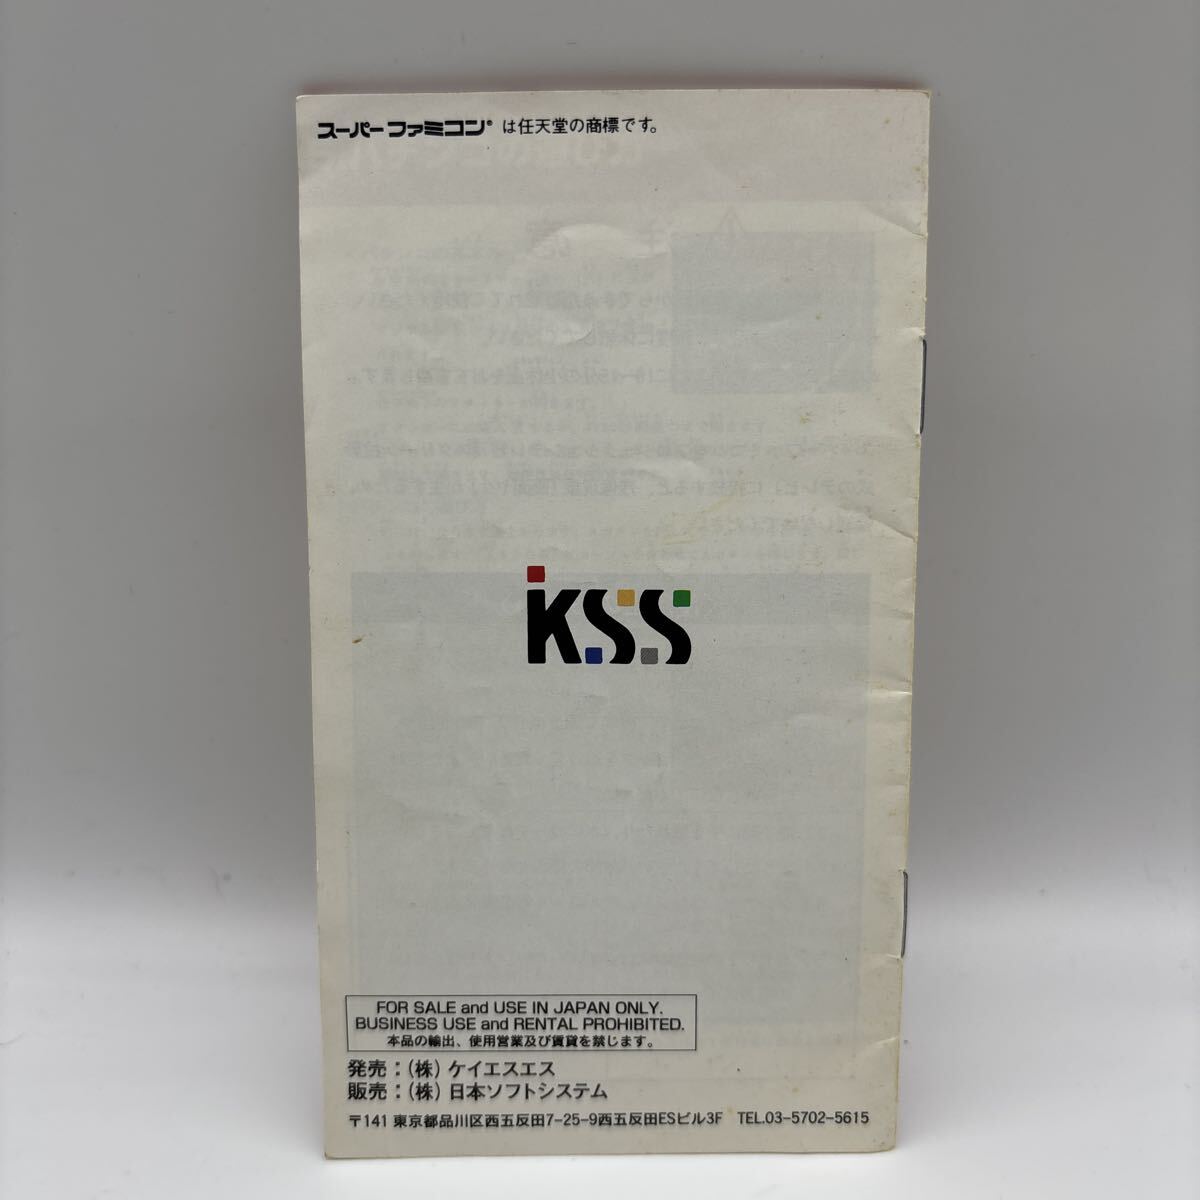 スーパーファミコン® は任天堂の商標です。
KSS
FOR SALE and USE IN JAPAN ONLY.
BUSINESS USE and RENTAL PROHIBITED.
本品の輸出、使用営業及び賃貸を禁じます。
発売：（株）ケイエスエス
販売：（株）日本ソフトシステム
〒141 東京都品川区西五反田7-25-9西五反田ESビル3F TEL.03-5702-5615